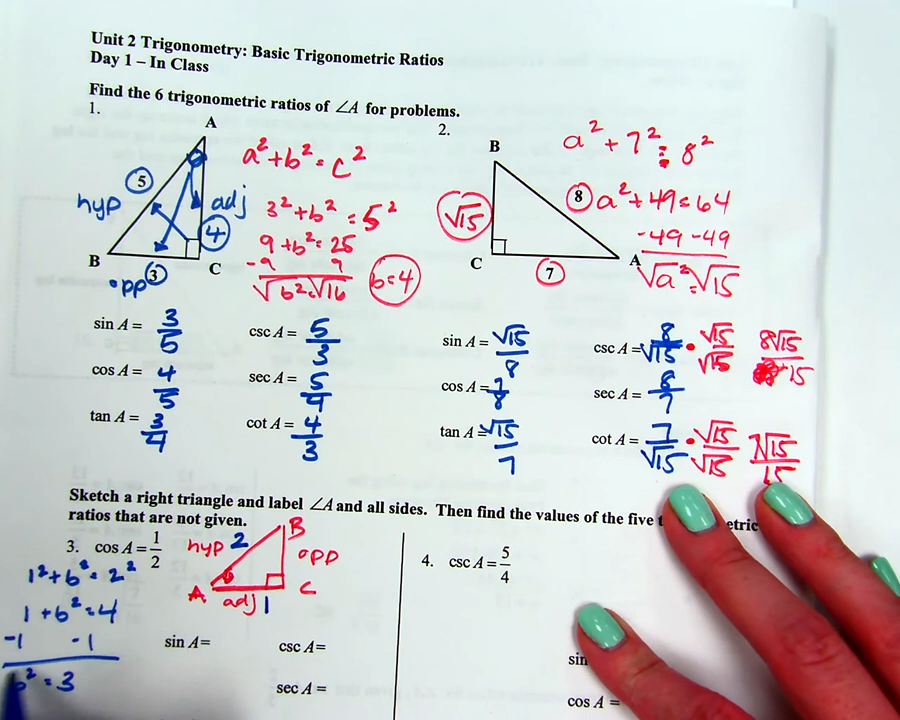 Unit 2 Trigonometry: Basic Trigonometric Ratios
Day 1 – In Class
Find the 6 trigonometric ratios of ∠A for problems.
1.
A
5
hyp
adj
4
B
3
opp
C
a² + b² = c²
3² + b² = 5²
9 + b² = 25
-9 9
√b² = √16
b = 4
sin A = 3/5
csc A = 5/3
cos A = 4/5
sec A = 5/4
tan A = 3/4
cot A = 4/3
2.
B
√15
8
C
7
A
a² + 7² = 8²
a² + 49 = 64
-49 -49
√a² = √15
sin A = √15/8
csc A = 8/√15 • √15/√15 8√15/15
cos A = 7/8
sec A = 8/7
tan A = √15/7
cot A = 7/√15 • √15/√15 7√15/15
Sketch a right triangle and label ∠A and all sides. Then find the values of the five t etric
ratios that are not given.
3. cos A = 1/2
hyp 2
B
opp
A
adj 1
C
1² + b² = 2²
1 + b² = 4
-1 -1
b² = 3
sin A =
csc A =
sec A =
4. csc A = 5/4
sin
cos A =